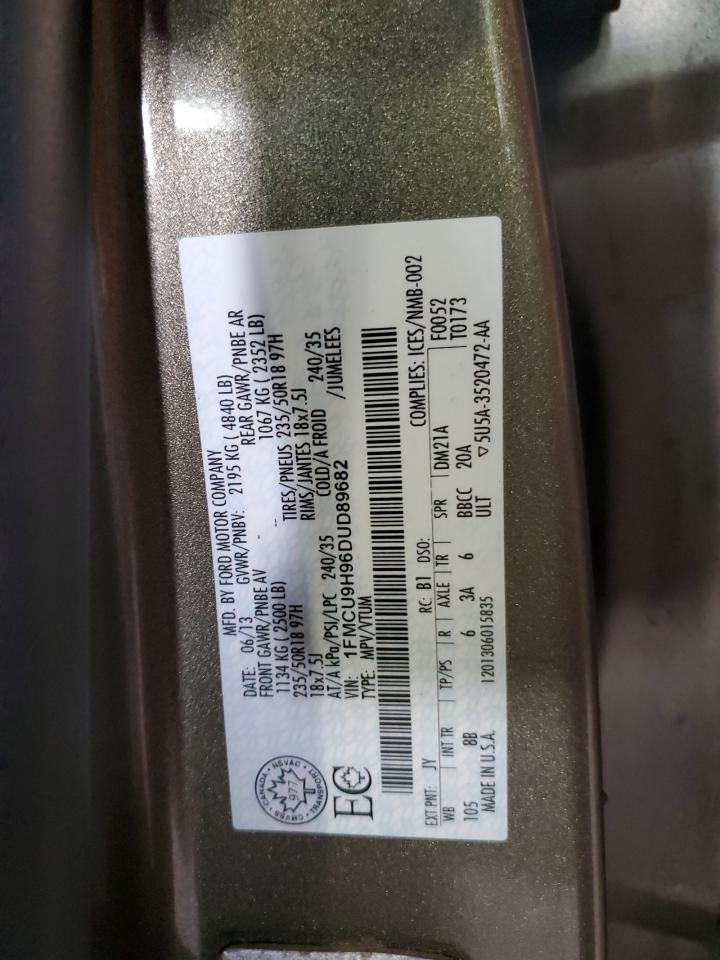 MFD. BY FORD MOTOR COMPANY
DATE: 06/13 GVWR/PNBV: 2195 KG ( 4840 LB)
FRONT GAWR/PNBE AV REAR GAWR/PNBE AR
1134 KG ( 2500 LB) 1067 KG ( 2352 LB)
235/50R18 97H TIRES/PNEUS 235/50R18 97H
18x7.5J RIMS/JANTES 18x7.5J
AT/A kPa/PSI/LPC 240/35 COLD/A FROID 240/35
VIN: 1FMCU9H96DUD89682 /JUMELEES
TYPE: MPV/VTUM
CANADA · NSVAC · TRANSPORT · CMVSS
977
EC
COMPLIES: ICES/NMB-002
EXT PNT: JY RC: B1 DSO: F0052
WB INT TR TP/PS R AXLE TR SPR DM21A T0173
105 8B 6 3A 6 BBCC 20A
ULT
MADE IN U.S.A. 1201306015835 ▽5U5A-3520472-AA